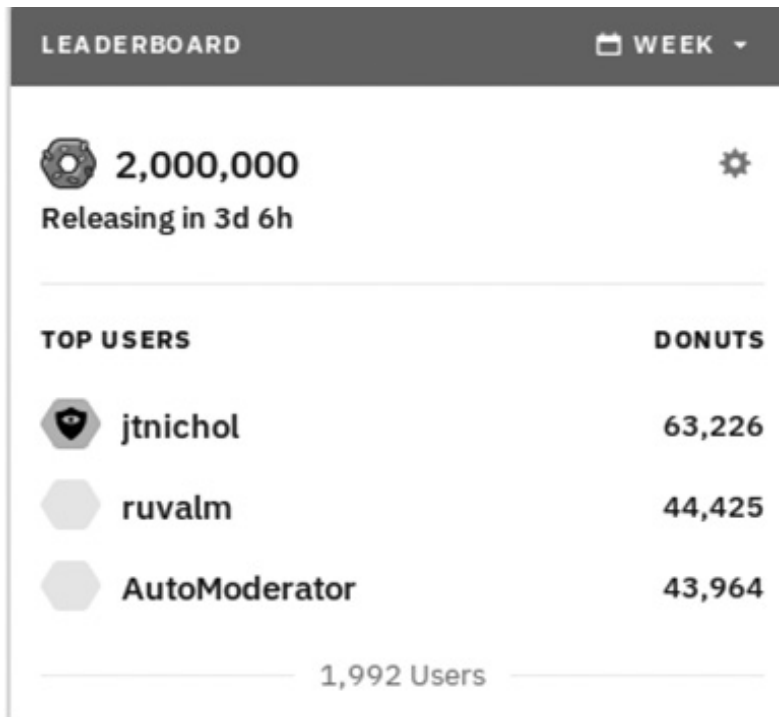 LEADERBOARD WEEK
2,000,000
Releasing in 3d 6h
TOP USERS DONUTS
jtnichol 63,226
ruvalm 44,425
AutoModerator 43,964
1,992 Users